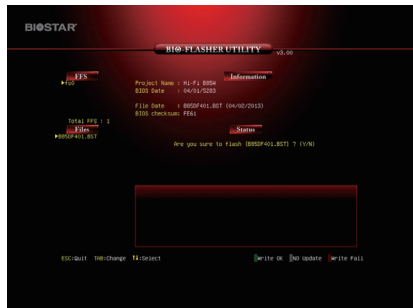 BIOSTAR
BIO-FLASHER UTILITY v3.00
FFS
Information
▶fs0
Project Name : Hi-Fi B85W
BIOS Date : 04/01/5203
File Date : B85DF401.BST (04/02/2013)
BIOS checksum: FE61
Total FFS : 1
Files
Status
▶B85DF401.BST
Are you sure to flash [B85DF401.BST] ? (Y/N)
ESC:Quit TAB:Change ↑↓:Select
Write OK NO Update Write Fail